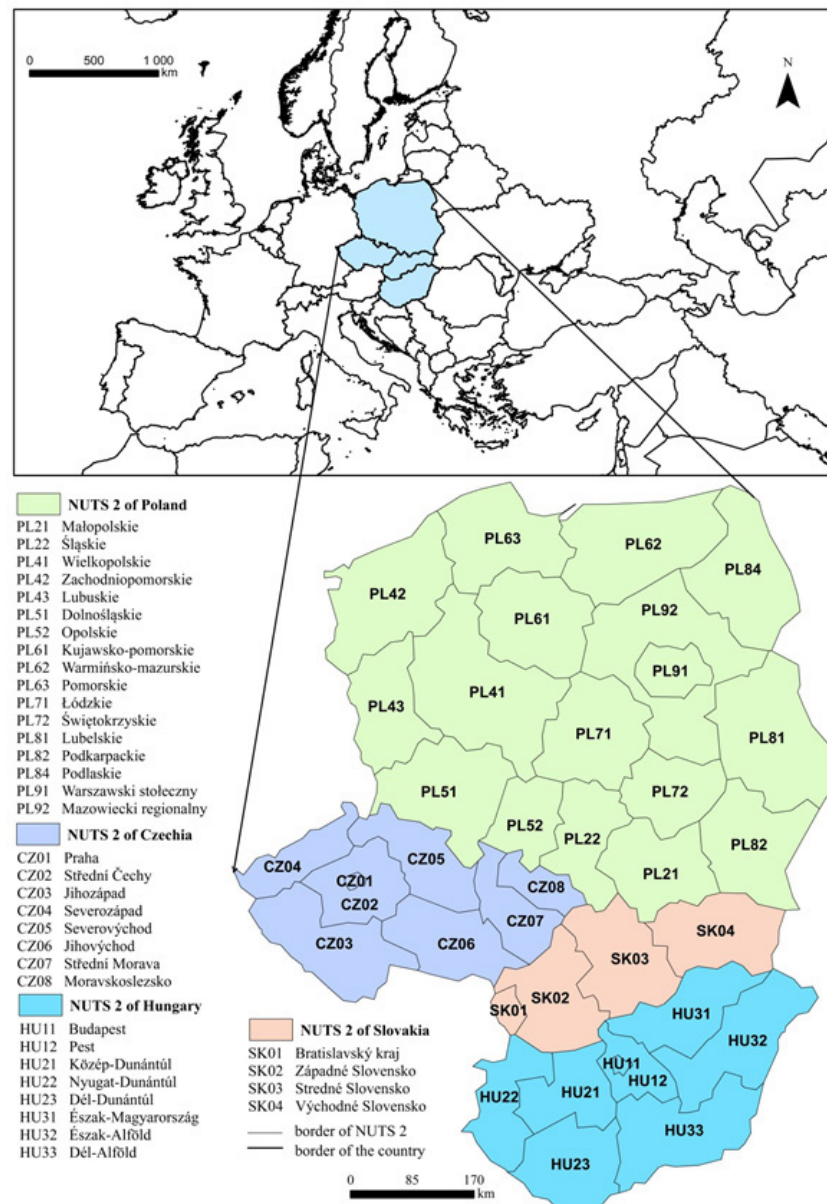 0 500 1 000
km
N
NUTS 2 of Poland
PL21 Małopolskie
PL22 Śląskie
PL41 Wielkopolskie
PL42 Zachodniopomorskie
PL43 Lubuskie
PL51 Dolnośląskie
PL52 Opolskie
PL61 Kujawsko-pomorskie
PL62 Warmińsko-mazurskie
PL63 Pomorskie
PL71 Łódzkie
PL72 Świętokrzyskie
PL81 Lubelskie
PL82 Podkarpackie
PL84 Podlaskie
PL91 Warszawski stołeczny
PL92 Mazowiecki regionalny
NUTS 2 of Czechia
CZ01 Praha
CZ02 Střední Čechy
CZ03 Jihozápad
CZ04 Severozápad
CZ05 Severovýchod
CZ06 Jihovýchod
CZ07 Střední Morava
CZ08 Moravskoslezsko
NUTS 2 of Hungary
HU11 Budapest
HU12 Pest
HU21 Közép-Dunántúl
HU22 Nyugat-Dunántúl
HU23 Dél-Dunántúl
HU31 Észak-Magyarország
HU32 Észak-Alföld
HU33 Dél-Alföld
NUTS 2 of Slovakia
SK01 Bratislavský kraj
SK02 Západné Slovensko
SK03 Stredné Slovensko
SK04 Východné Slovensko
border of NUTS 2
border of the country
0 85 170
km
PL63
PL62
PL84
PL42
PL61
PL92
PL91
PL43
PL41
PL71
PL81
PL51
PL72
PL52
PL22
PL82
PL21
CZ04
CZ05
CZ01
CZ02
CZ08
CZ07
CZ03
CZ06
SK04
SK03
SK02
SK01
HU31
HU32
HU11
HU12
HU22
HU21
HU33
HU23